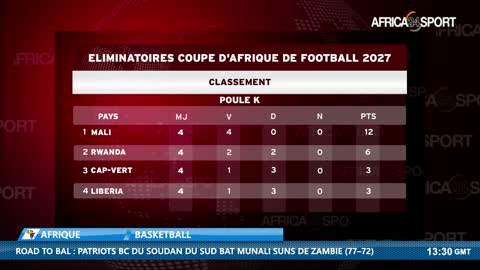 AFRICA24SPORT
ELIMINATOIRES COUPE D'AFRIQUE DE FOOTBALL 2027
CLASSEMENT
POULE K
PAYS MJ V D N PTS
1 MALI 4 4 0 0 12
2 RWANDA 4 2 2 0 6
3 CAP-VERT 4 1 3 0 3
4 LIBERIA 4 1 3 0 3
AFRIQUE BASKETBALL
ROAD TO BAL : PATRIOTS BC DU SOUDAN DU SUD BAT MUNALI SUNS DE ZAMBIE (77–72) 13:30 GMT